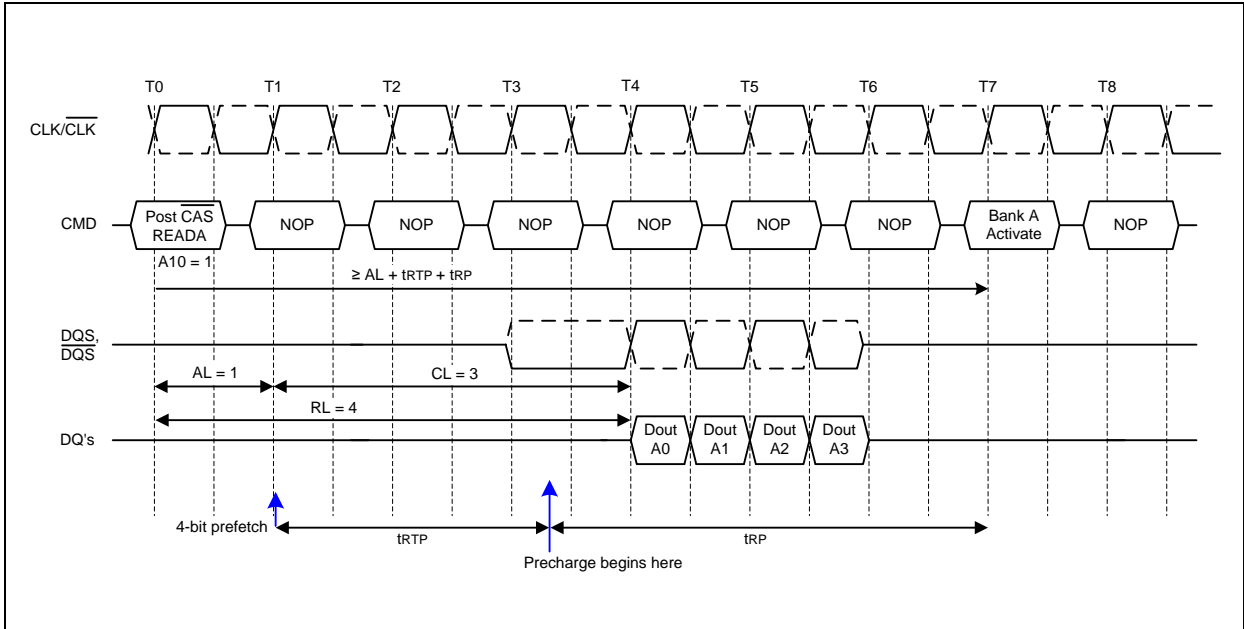 T0 T1 T2 T3 T4 T5 T6 T7 T8
CLK/CLK
CMD
Post CAS
READA
NOP
NOP
NOP
NOP
NOP
NOP
Bank A
Activate
NOP
A10 = 1
≥ AL + tRTP + tRP
DQS,
DQS
AL = 1
CL = 3
RL = 4
DQ's
Dout
A0
Dout
A1
Dout
A2
Dout
A3
4-bit prefetch
tRTP
tRP
Precharge begins here